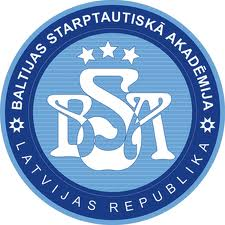 BALTIJAS STARPTAUTISKĀ AKADĒMIJA
BSA
LATVIJAS REPUBLIKA